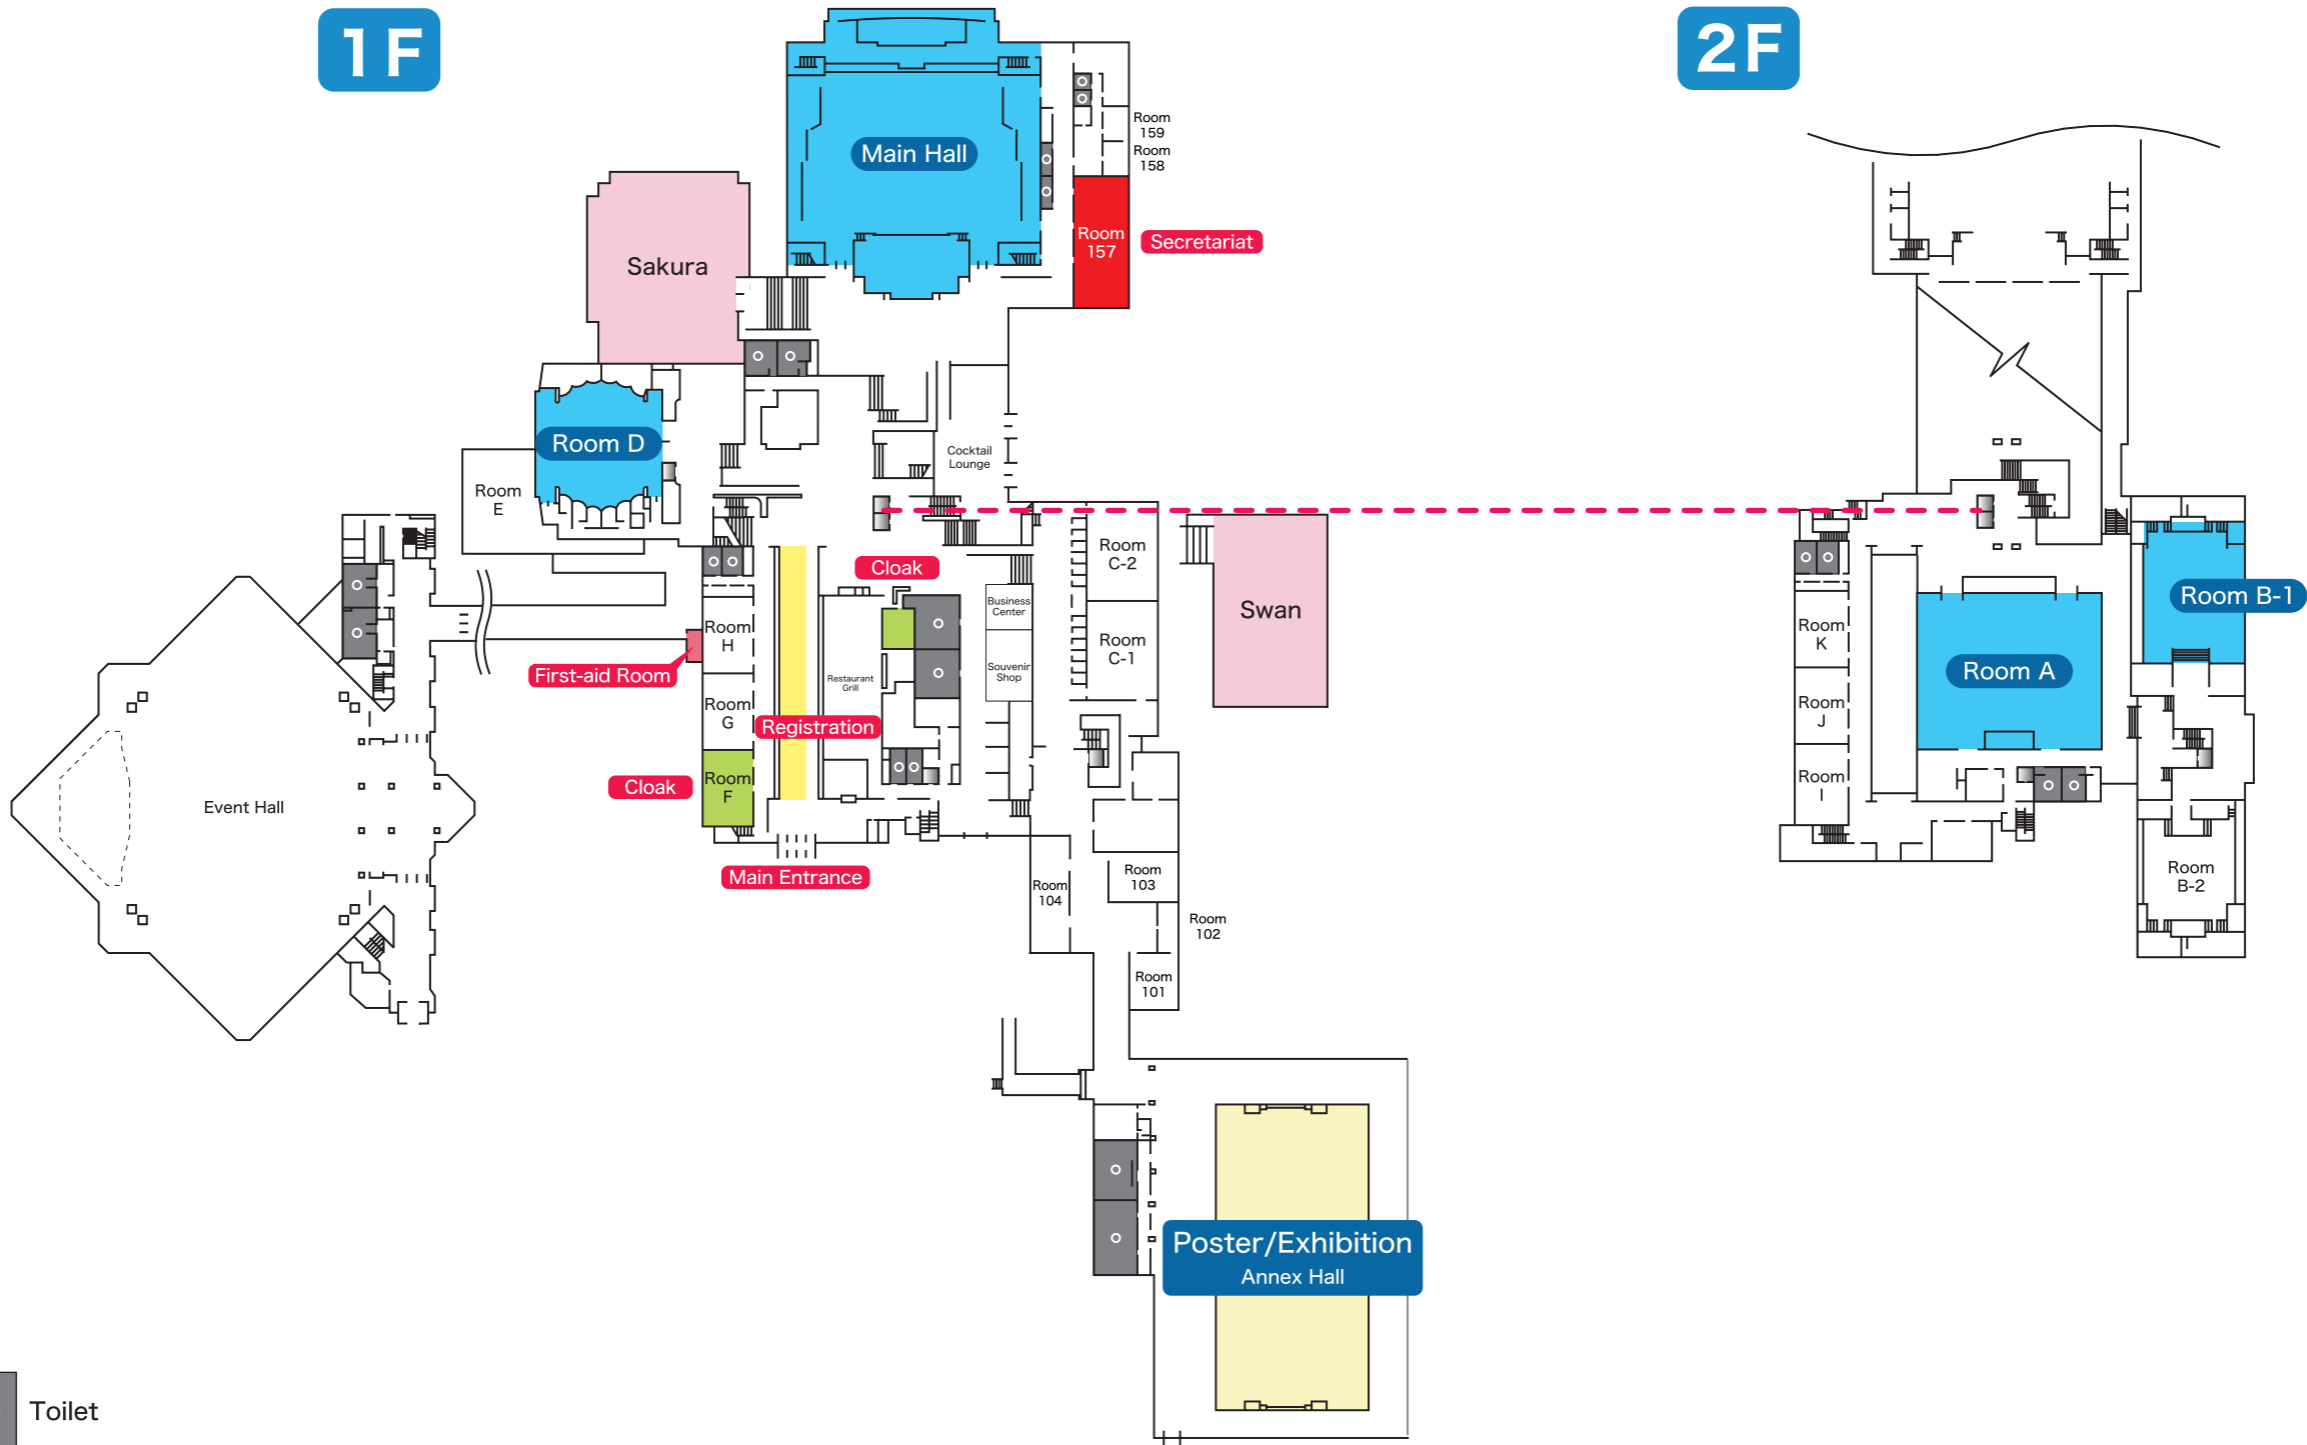 1F
2F
Main Hall
Room
159
Room
158
Room
157
Secretariat
Sakura
Room D
Room
E
Cocktail
Lounge
Cloak
Room
C-2
Business
Center
Room
C-1
Souvenir
Shop
Swan
Room
H
First-aid Room
Restaurant
Grill
Room
G
Registration
Cloak
Room
F
Event Hall
Main Entrance
Room
104
Room
103
Room
102
Room
101
Poster/Exhibition
Annex Hall
Toilet
Room B-1
Room
K
Room A
Room
J
Room
I
Room
B-2